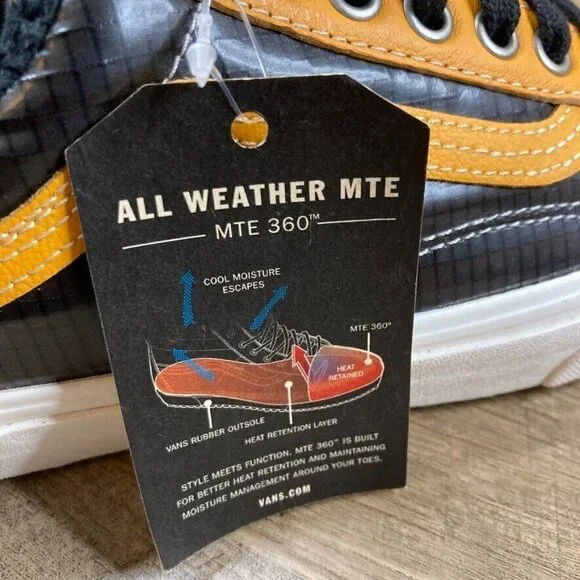 ALL WEATHER MTE
MTE 360™
COOL MOISTURE
ESCAPES
MTE 360°
HEAT
RETAINED
VANS RUBBER OUTSOLE
HEAT RETENTION LAYER
STYLE MEETS FUNCTION. MTE 360™ IS BUILT
FOR BETTER HEAT RETENTION AND MAINTAINING
MOISTURE MANAGEMENT AROUND YOUR TOES.
VANS.COM